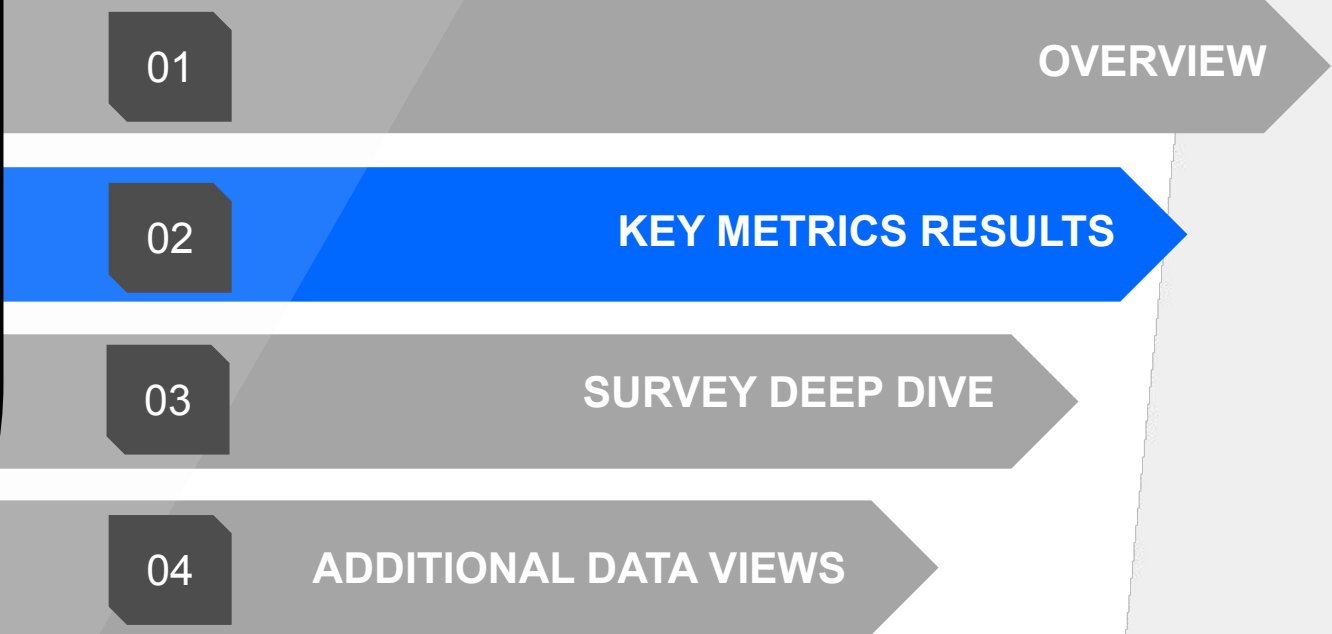 01
OVERVIEW
02
KEY METRICS RESULTS
03
SURVEY DEEP DIVE
04
ADDITIONAL DATA VIEWS